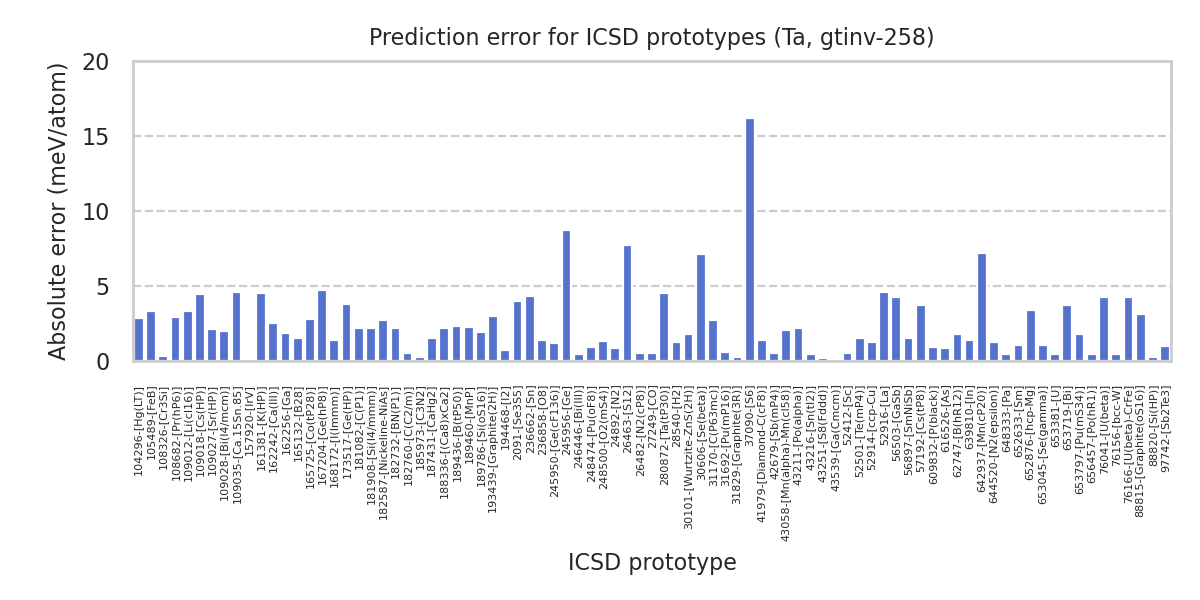 Prediction error for ICSD prototypes (Ta, gtinv-258)
Absolute error (meV/atom)
20
15
10
5
0
104296-[Hg(LT)]
105489-[FeB]
108326-[Cr3Si]
108682-[Pr(hP6)]
109012-[Li(cI16)]
109018-[Cs(HP)]
109027-[Sr(HP)]
109028-[Bi(I4/mcm)]
109035-[Ca.15Sn.85]
157920-[IrV]
161381-[K(HP)]
162242-[Ca(III)]
162256-[Ga]
165132-[B28]
165725-[Co(tP28)]
167204-[Ge(hP8)]
168172-[I(Immm)]
173517-[Ge(HP)]
181082-[C(P1)]
181908-[Si(I4/mmm)]
182587-[Nickeline-NiAs]
182732-[BN(P1)]
182760-[C(C2/m)]
185973-[C3N2]
187431-[CaHg2]
188336-[(Ca8)xCa2]
189436-[B(tP50)]
189460-[MnP]
189786-[Si(oS16)]
193439-[Graphite(2H)]
194468-[I2]
2091-[Se3S5]
236662-[Sn]
236858-[O8]
245950-[Ge(cF136)]
245956-[Ge]
246446-[Bi(III)]
248474-[Pu(oF8)]
248500-[O2(mS4)]
24892-[N2]
26463-[S12]
26482-[N2(cP8)]
27249-[CO]
280872-[Ta(tP30)]
28540-[H2]
30101-[Wurtzite-ZnS(2H)]
30606-[Se(beta)]
31170-[C(P63mc)]
31692-[Pu(mP16)]
31829-[Graphite(3R)]
37090-[S6]
41979-[Diamond-C(cF8)]
42679-[Sb(mP4)]
43058-[Mn(alpha)-Mn(cI58)]
43211-[Po(alpha)]
43216-[Sn(tI2)]
43251-[S8(Fddd)]
43539-[Ga(Cmcm)]
52412-[Sc]
52501-[Te(mP4)]
52914-[ccp-Cu]
52916-[La]
56503-[GaSb]
56897-[SmNiSb]
57192-[Cs(tP8)]
609832-[P(black)]
616526-[As]
62747-[B(hR12)]
639810-[In]
642937-[Mn(cP20)]
644520-[N2(epsilon)]
648333-[Pa]
652633-[Sm]
652876-[hcp-Mg]
653045-[Se(gamma)]
653381-[U]
653719-[Bi]
653797-[Pu(mS34)]
656457-[Po(hR1)]
76041-[U(beta)]
76156-[bcc-W]
76166-[U(beta)-CrFe]
88815-[Graphite(oS16)]
88820-[Si(HP)]
97742-[Sb2Te3]
ICSD prototype